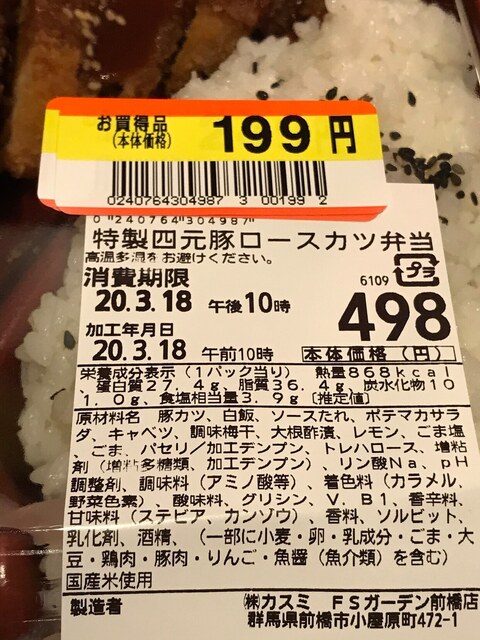 お買得品
(本体価格)
199円
0240764304987 3 00199 2
0"240764"304987"
特製四元豚ロースカツ弁当
高温多湿をお避けください。
消費期限
20.3.18 午後10時
プラ
6109
498
加工年月日
20.3.18 午前10時
本体価格(円)
栄養成分表示(1パック当り) 熱量868kcal
、蛋白質27.4g、脂質36.4g、炭水化物10
1.0g、食塩相当量3.9g[推定値]
原材料名 豚カツ、白飯、ソースたれ、ポテマカサラ
ダ、キャベツ、調味梅干、大根酢漬、レモン、ごま塩
、ごま、パセリ/加工デンプン、トレハロース、増粘
剤(増粘多糖類、加工デンプン)、リン酸Na、pH
調整剤、調味料(アミノ酸等)、着色料(カラメル、
野菜色素)、酸味料、グリシン、V.B1、香辛料、
甘味料(ステビア、カンゾウ)、香料、ソルビット、
乳化剤、酒精、(一部に小麦・卵・乳成分・ごま・大
豆・鶏肉・豚肉・りんご・魚醤(魚介類)を含む)
国産米使用
製造者
㈱カスミ FSガーデン前橋店
群馬県前橋市小屋原町472-1